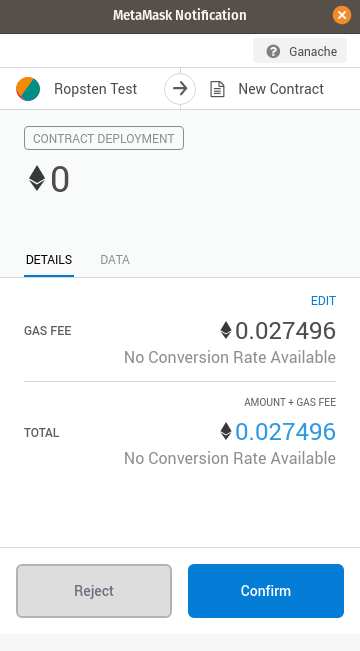 MetaMask Notification
Ganache
Ropsten Test
New Contract
CONTRACT DEPLOYMENT
0
DETAILS DATA
EDIT
GAS FEE 0.027496
No Conversion Rate Available
AMOUNT + GAS FEE
TOTAL 0.027496
No Conversion Rate Available
Reject Confirm